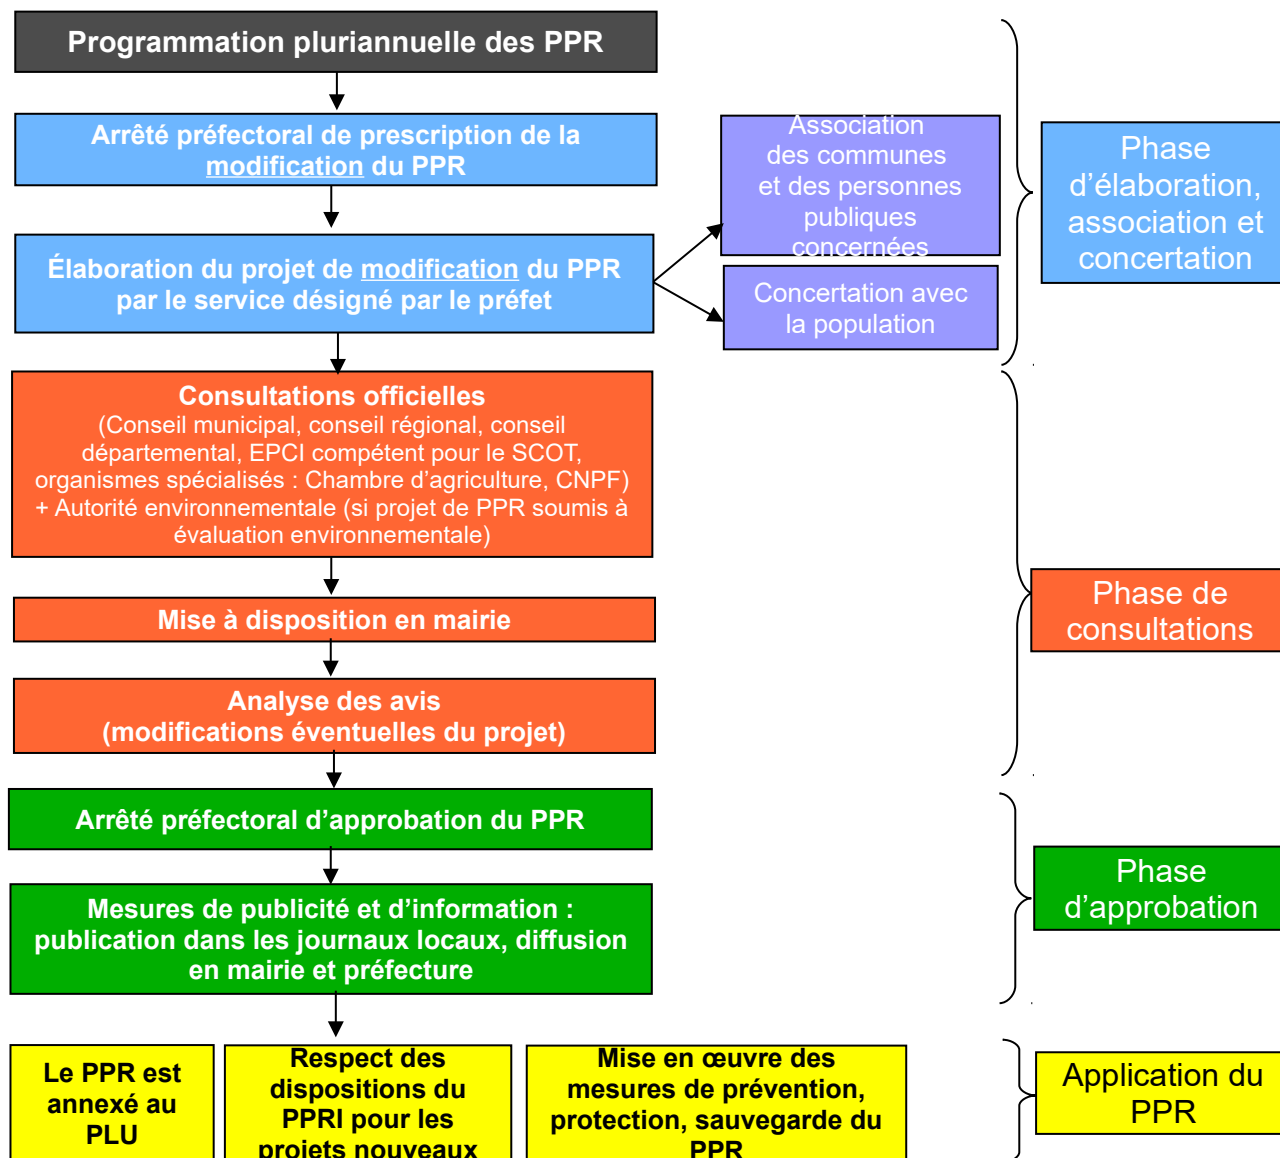 Programmation pluriannuelle des PPR
Arrêté préfectoral de prescription de la
modification du PPR
Élaboration du projet de modification du PPR
par le service désigné par le préfet
Association
des communes
et des personnes
publiques
concernées
Concertation avec
la population
Phase
d’élaboration,
association et
concertation
Consultations officielles
(Conseil municipal, conseil régional, conseil
départemental, EPCI compétent pour le SCOT,
organismes spécialisés : Chambre d’agriculture, CNPF)
+ Autorité environnementale (si projet de PPR soumis à
évaluation environnementale)
Mise à disposition en mairie
Analyse des avis
(modifications éventuelles du projet)
Phase de
consultations
Arrêté préfectoral d’approbation du PPR
Mesures de publicité et d’information :
publication dans les journaux locaux, diffusion
en mairie et préfecture
Phase
d’approbation
Le PPR est
annexé au
PLU
Respect des
dispositions du
PPRI pour les
projets nouveaux
Mise en œuvre des
mesures de prévention,
protection, sauvegarde du
PPR
Application du
PPR